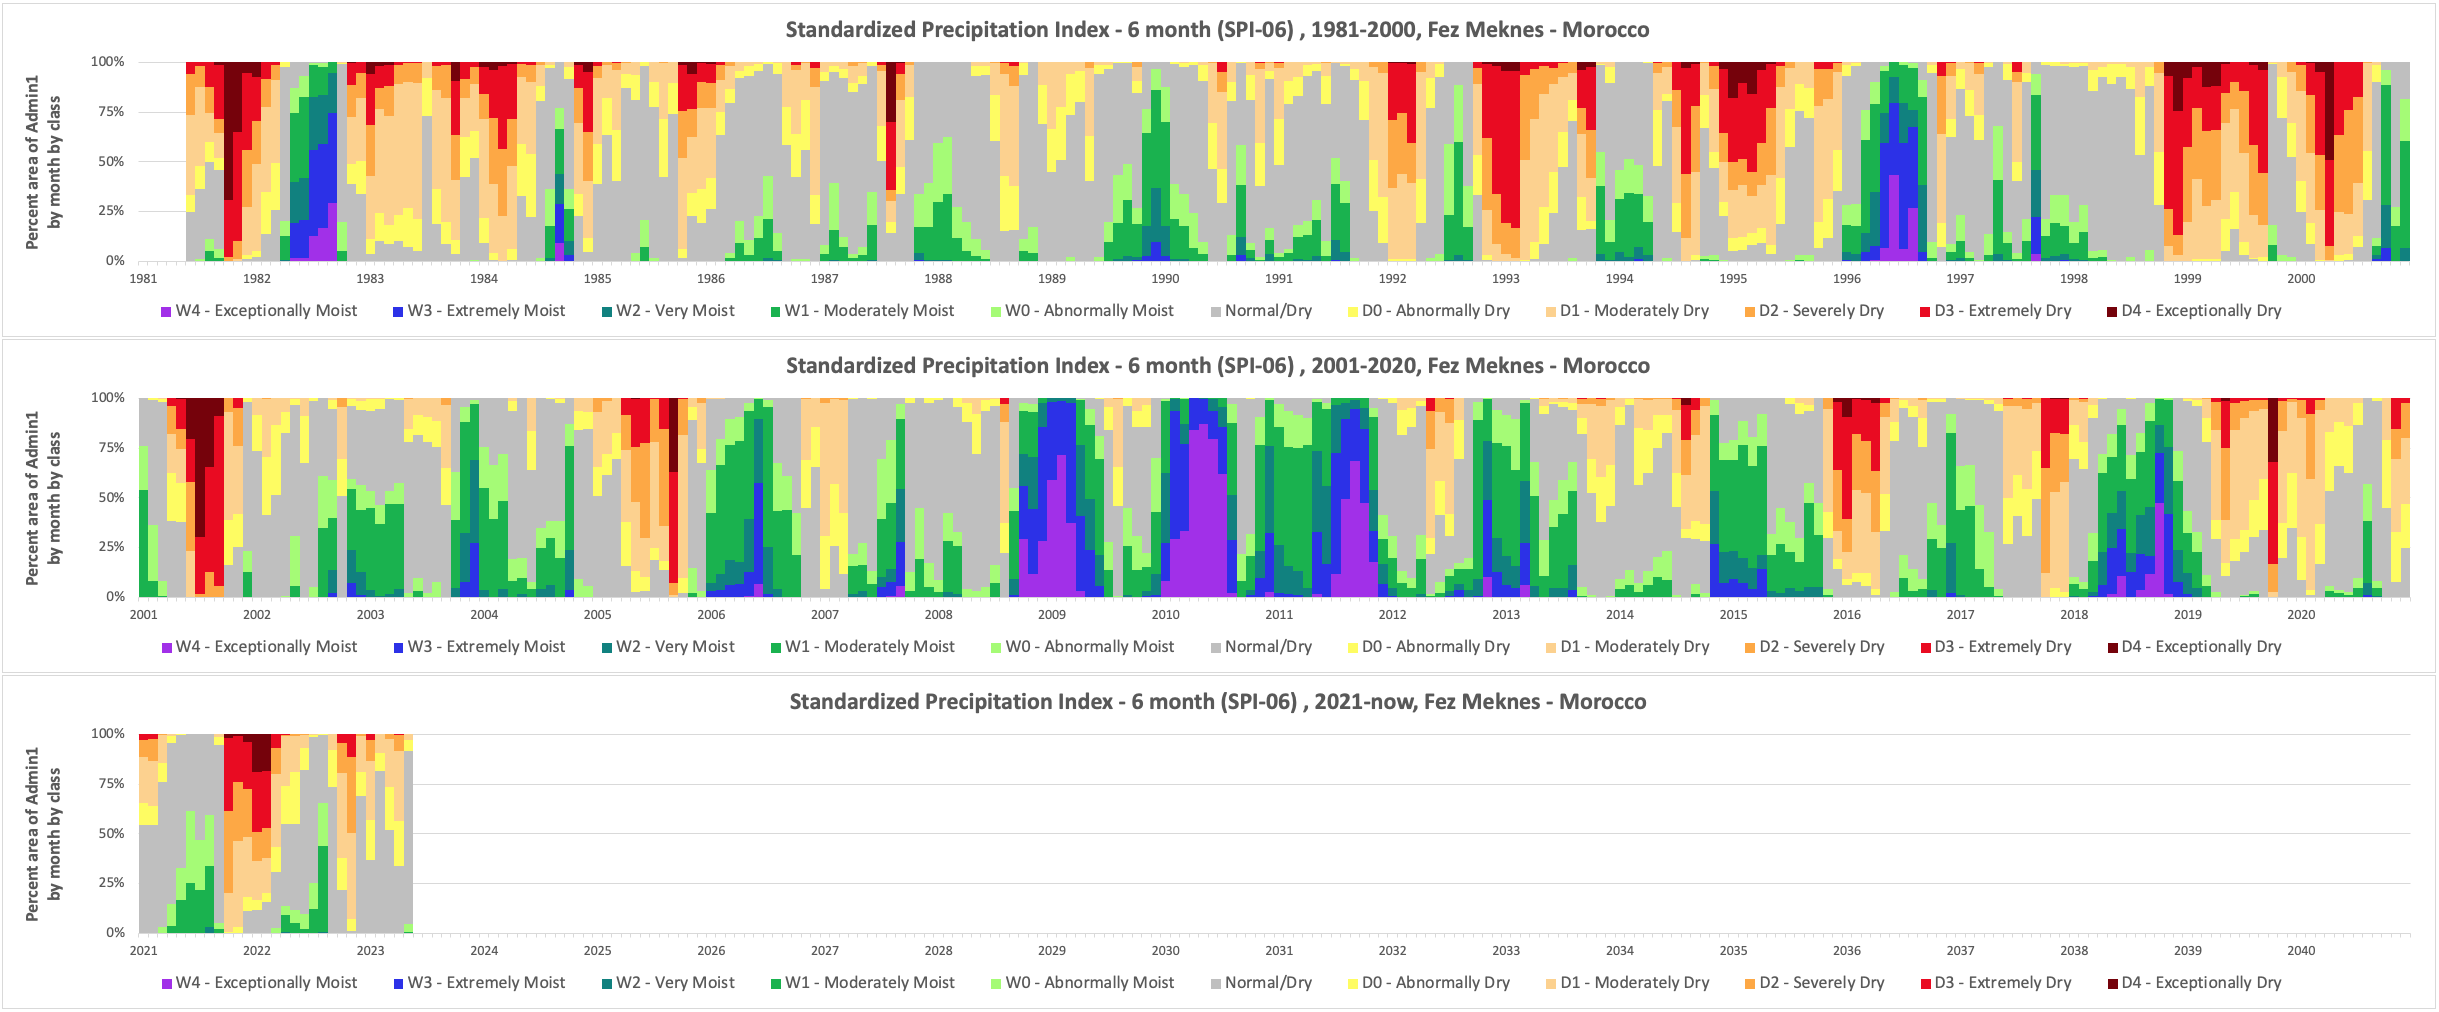 Standardized Precipitation Index - 6 month (SPI-06) , 1981-2000, Fez Meknes - Morocco
Percent area of Admin1
by month by class
100%
75%
50%
25%
0%
1981 1982 1983 1984 1985 1986 1987 1988 1989 1990 1991 1992 1993 1994 1995 1996 1997 1998 1999 2000
W4 - Exceptionally Moist W3 - Extremely Moist W2 - Very Moist W1 - Moderately Moist W0 - Abnormally Moist Normal/Dry D0 - Abnormally Dry D1 - Moderately Dry D2 - Severely Dry D3 - Extremely Dry D4 - Exceptionally Dry
Standardized Precipitation Index - 6 month (SPI-06) , 2001-2020, Fez Meknes - Morocco
Percent area of Admin1
by month by class
100%
75%
50%
25%
0%
2001 2002 2003 2004 2005 2006 2007 2008 2009 2010 2011 2012 2013 2014 2015 2016 2017 2018 2019 2020
W4 - Exceptionally Moist W3 - Extremely Moist W2 - Very Moist W1 - Moderately Moist W0 - Abnormally Moist Normal/Dry D0 - Abnormally Dry D1 - Moderately Dry D2 - Severely Dry D3 - Extremely Dry D4 - Exceptionally Dry
Standardized Precipitation Index - 6 month (SPI-06) , 2021-now, Fez Meknes - Morocco
Percent area of Admin1
by month by class
100%
75%
50%
25%
0%
2021 2022 2023 2024 2025 2026 2027 2028 2029 2030 2031 2032 2033 2034 2035 2036 2037 2038 2039 2040
W4 - Exceptionally Moist W3 - Extremely Moist W2 - Very Moist W1 - Moderately Moist W0 - Abnormally Moist Normal/Dry D0 - Abnormally Dry D1 - Moderately Dry D2 - Severely Dry D3 - Extremely Dry D4 - Exceptionally Dry